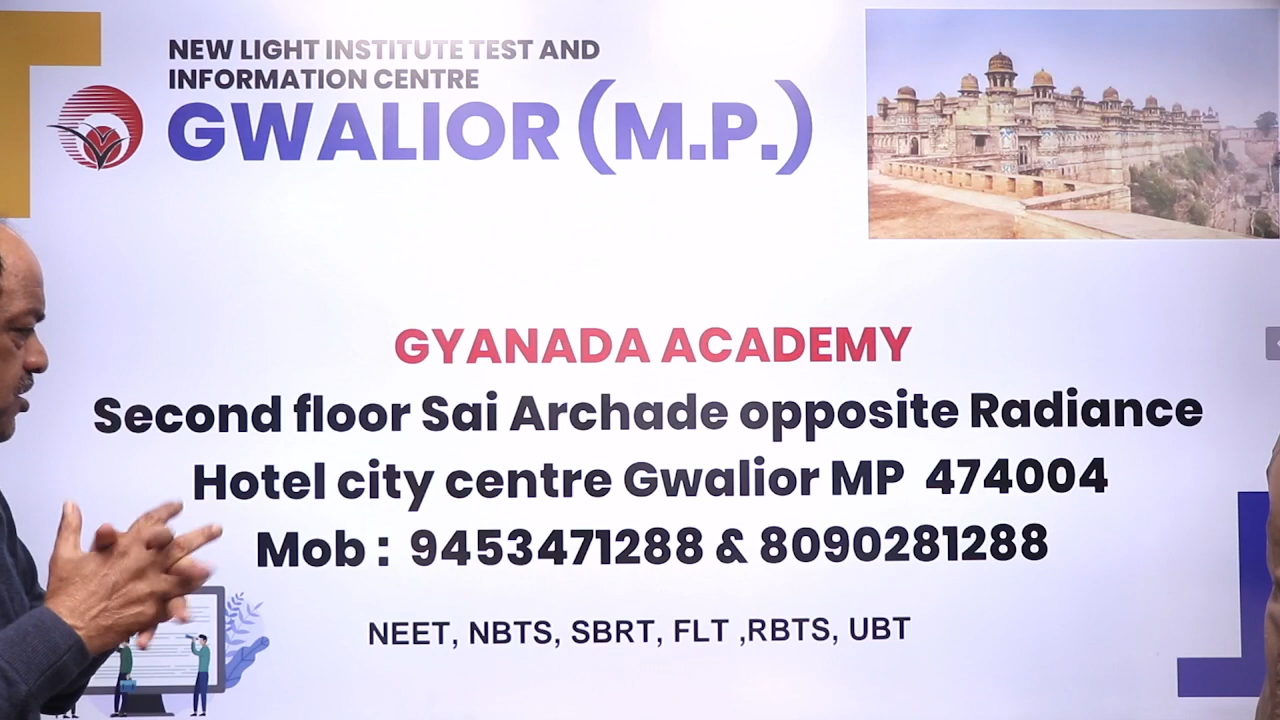 NEW LIGHT INSTITUTE TEST AND
INFORMATION CENTRE
GWALIOR (M.P.)
GYANADA ACADEMY
Second floor Sai Archade opposite Radiance
Hotel city centre Gwalior MP 474004
Mob : 9453471288 & 8090281288
NEET, NBTS, SBRT, FLT ,RBTS, UBT